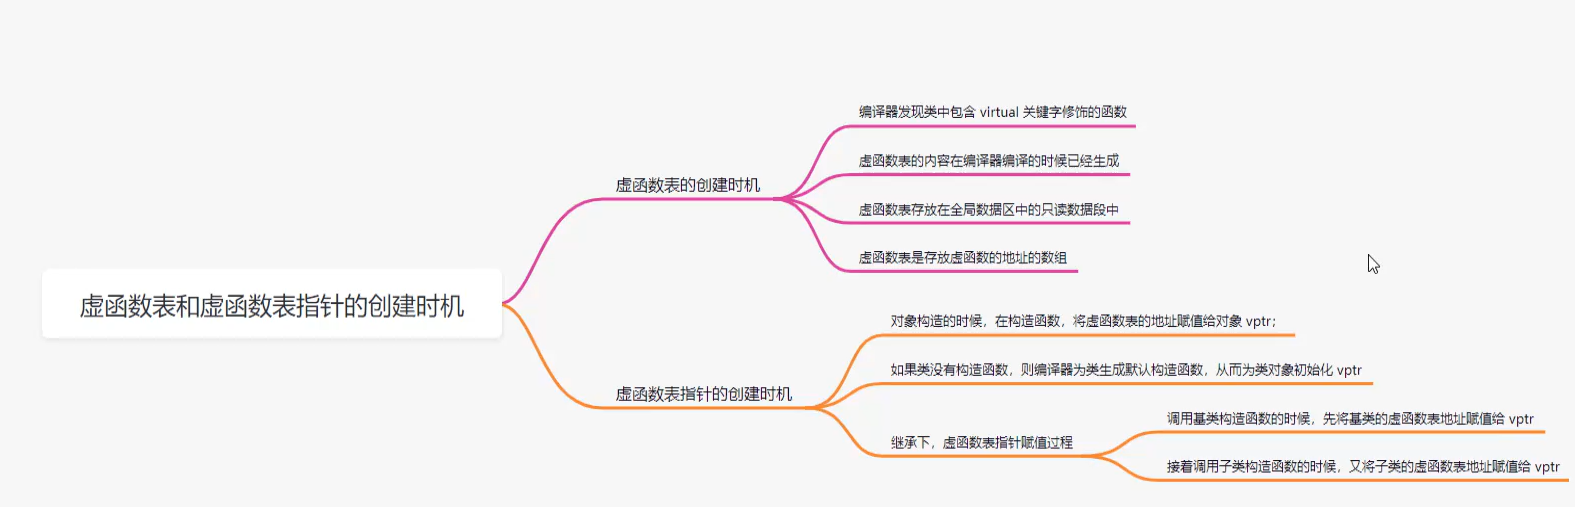 虚函数表和虚函数表指针的创建时机
虚函数表的创建时机
编译器发现类中包含 virtual 关键字修饰的函数
虚函数表的内容在编译器编译的时候已经生成
虚函数表存放在全局数据区中的只读数据段中
虚函数表是存放虚函数的地址的数组
虚函数表指针的创建时机
对象构造的时候，在构造函数，将虚函数表的地址赋值给对象 vptr；
如果类没有构造函数，则编译器为类生成默认构造函数，从而为类对象初始化 vptr
继承下，虚函数表指针赋值过程
调用基类构造函数的时候，先将基类的虚函数表地址赋值给 vptr
接着调用子类构造函数的时候，又将子类的虚函数表地址赋值给 vptr